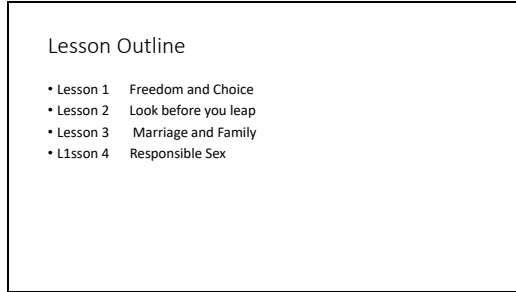 Lesson Outline
• Lesson 1 Freedom and Choice
• Lesson 2 Look before you leap
• Lesson 3 Marriage and Family
• L1sson 4 Responsible Sex